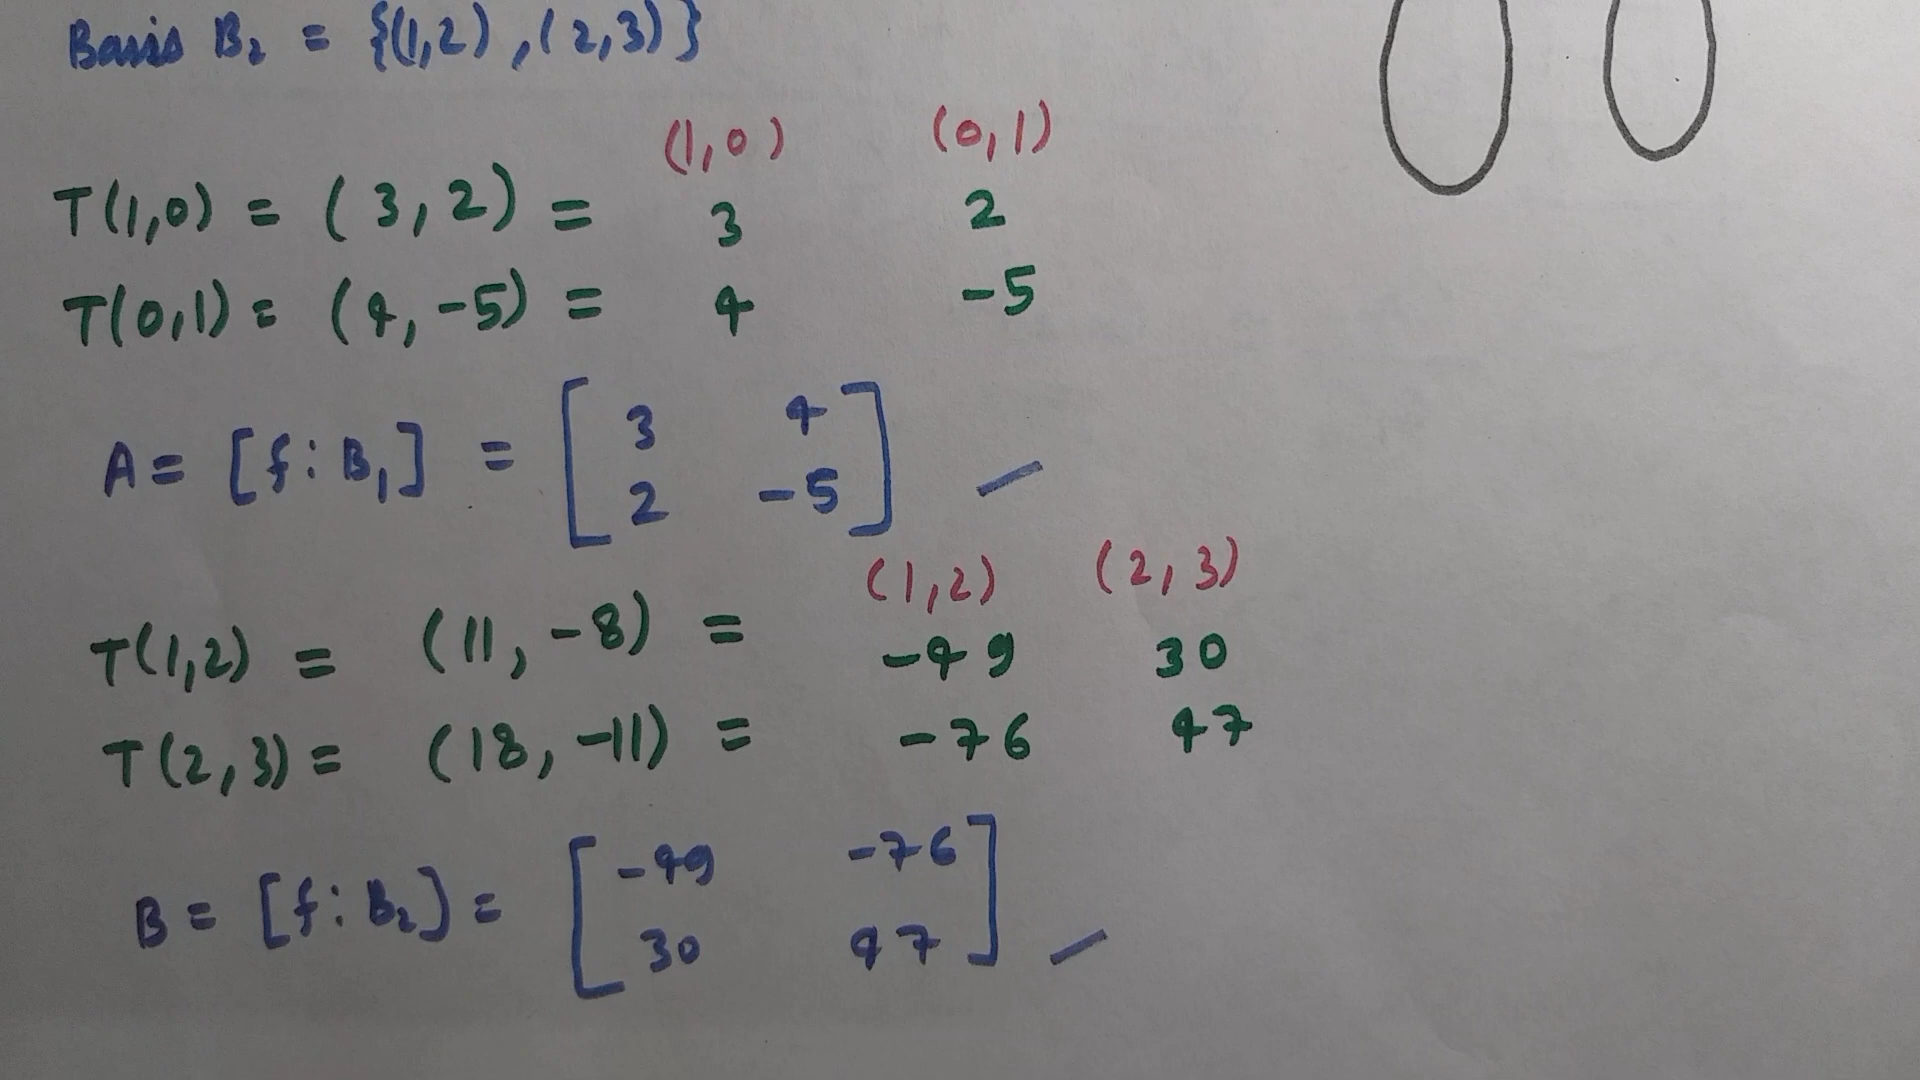 Basis B₂ = {(1,2), (2,3)}
(1,0) (0,1)
T(1,0) = (3,2) = 3 2
T(0,1) = (4,-5) = 4 -5
A = [f:B₁] = [3 4
2 -5]
(1,2) (2,3)
T(1,2) = (11,-8) = -49 30
T(2,3) = (18,-11) = -76 47
B = [f:B₂] = [-49 -76
30 47]